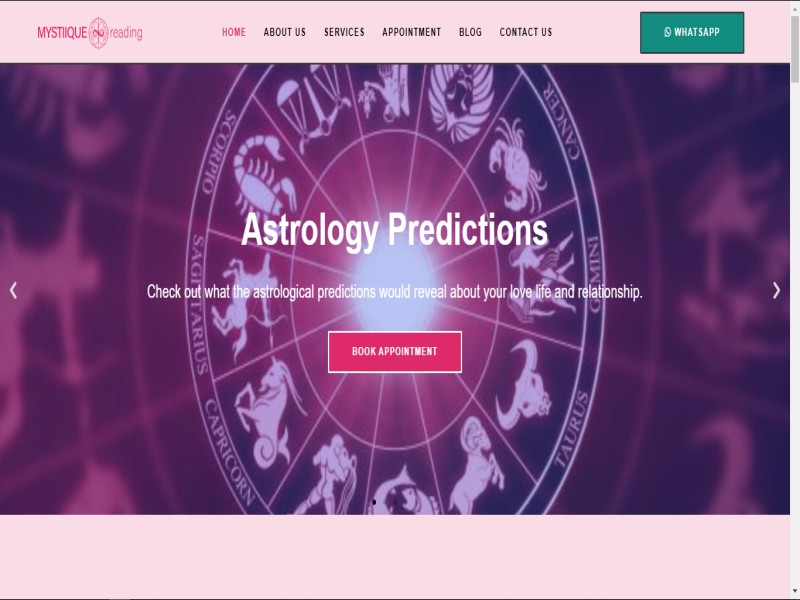 MYSTIIQUE reading
HOME ABOUT US SERVICES APPOINTMENT BLOG CONTACT US
WHATSAPP
CANCER
SCORPIO
Astrology Predictions
GEMINI
SAGITTARIUS
Check out what the astrological predictions would reveal about your love life and relationship.
BOOK APPOINTMENT
TAURUS
CAPRICORN